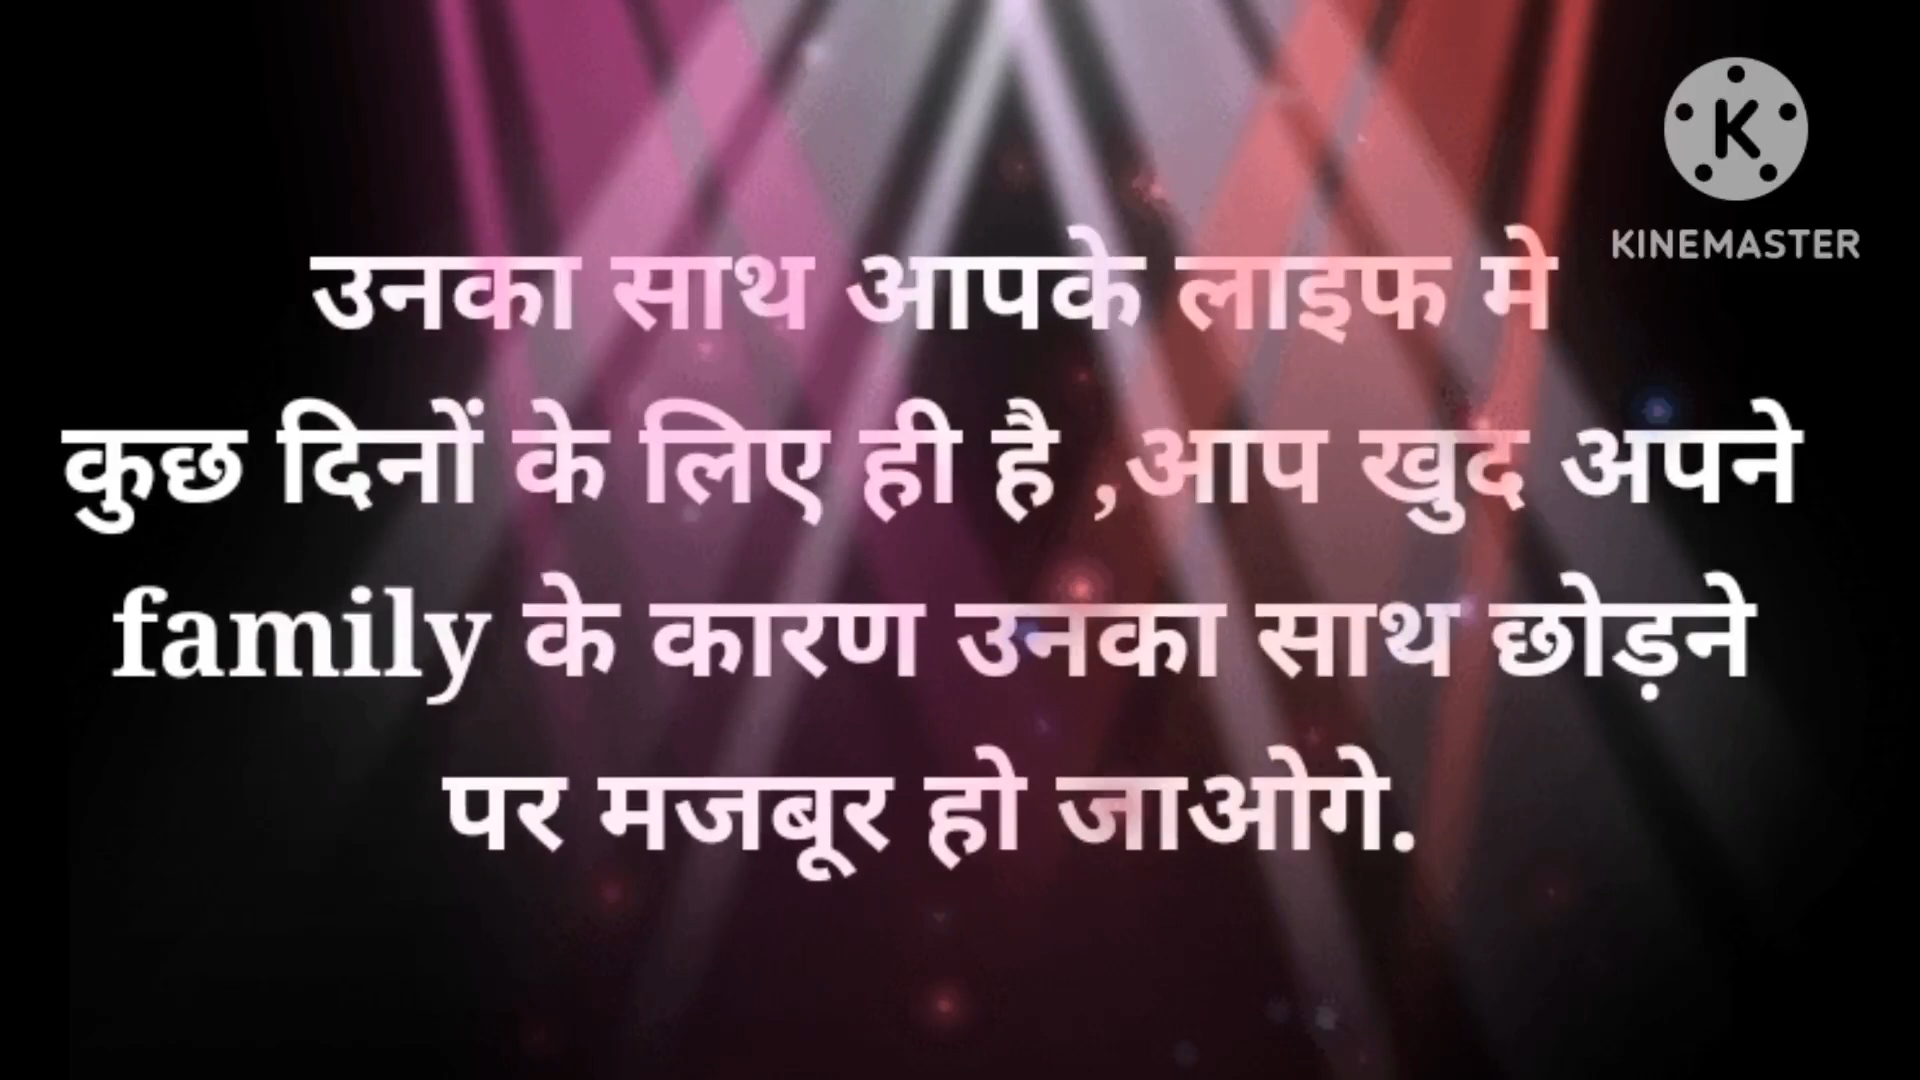 KINEMASTER
उनका साथ आपके लाइफ मे
कुछ दिनों के लिए ही है ,आप खुद अपने
family के कारण उनका साथ छोड़ने
पर मजबूर हो जाओगे.